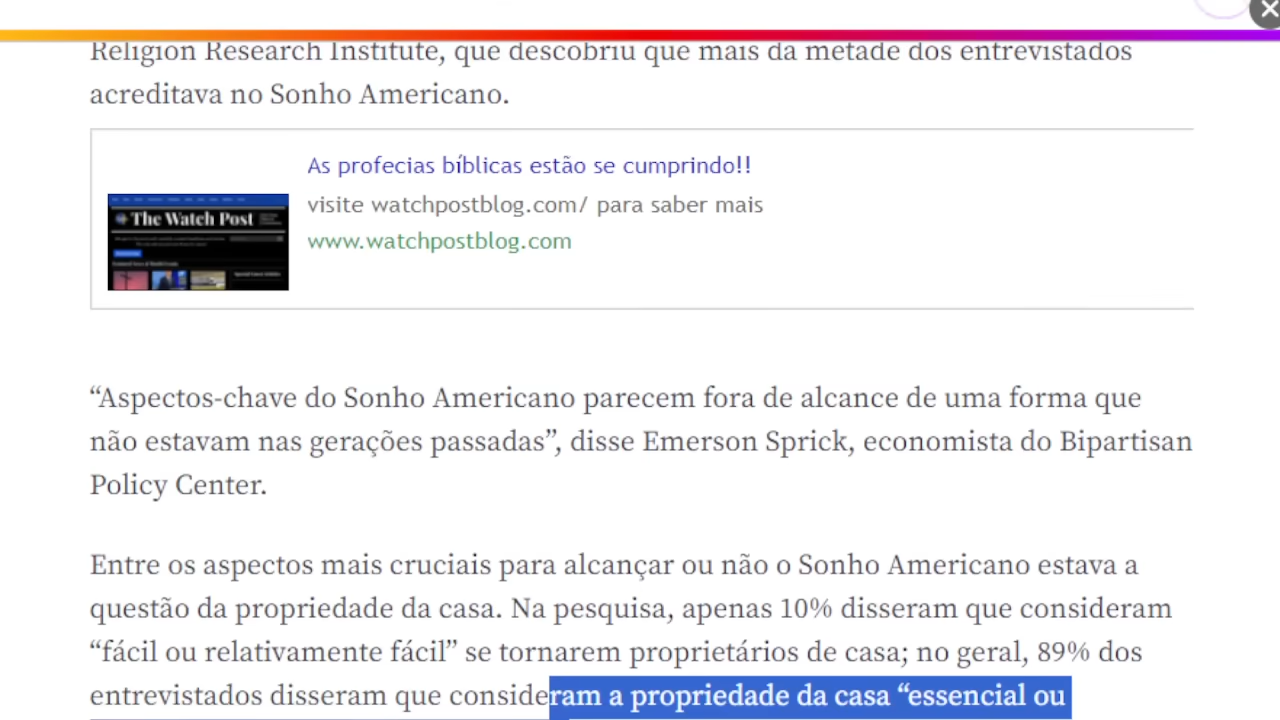 Religion Research Institute, que descobriu que mais da metade dos entrevistados
acreditava no Sonho Americano.
As profecias bíblicas estão se cumprindo!!
The Watch Post
visite watchpostblog.com/ para saber mais
www.watchpostblog.com
“Aspectos-chave do Sonho Americano parecem fora de alcance de uma forma que
não estavam nas gerações passadas”, disse Emerson Sprick, economista do Bipartisan
Policy Center.
Entre os aspectos mais cruciais para alcançar ou não o Sonho Americano estava a
questão da propriedade da casa. Na pesquisa, apenas 10% disseram que consideram
“fácil ou relativamente fácil” se tornarem proprietários de casa; no geral, 89% dos
entrevistados disseram que consideram a propriedade da casa “essencial ou